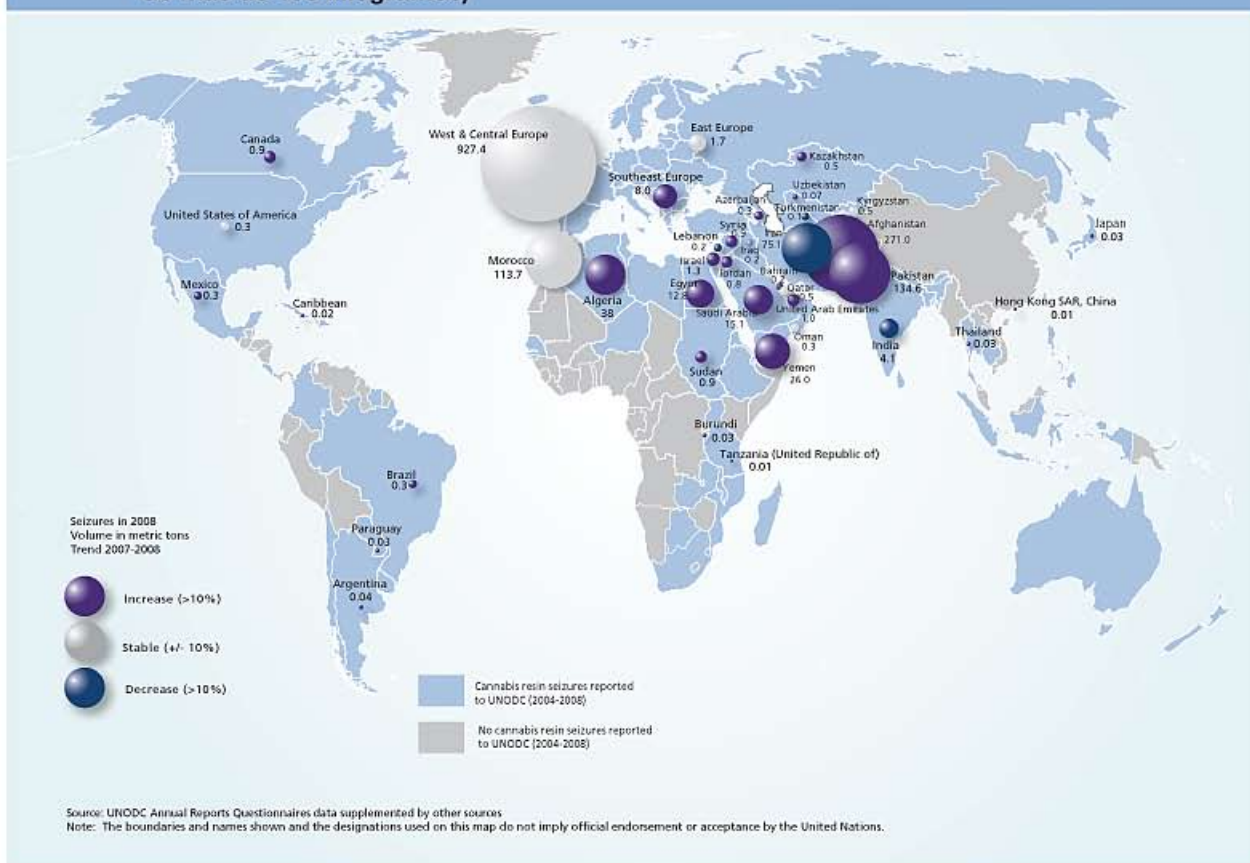 Canada
0.9
United States of America
0.3
Mexico
0.3
Caribbean
0.02
Brazil
0.3
Paraguay
0.03
Argentina
0.04
West & Central Europe
927.4
East Europe
1.7
Southeast Europe
8.0
Morocco
113.7
Algeria
38
Egypt
12.8
Sudan
0.9
Burundi
0.03
Tanzania (United Republic of)
0.01
Lebanon
0.2
Syria
Israel
1.3
Jordan
0.8
Iraq
0.2
Iran
75.1
Azerbaijan
0.3
Kazakhstan
0.5
Uzbekistan
0.07
Turkmenistan
0.1
Kyrgyzstan
0.5
Afghanistan
271.0
Pakistan
134.6
Bahrain
Qatar
0.5
United Arab Emirates
1.0
Saudi Arabia
15.1
Oman
0.3
Yemen
26.0
India
4.1
Thailand
0.03
Hong Kong SAR, China
0.01
Japan
0.03
Seizures in 2008
Volume in metric tons
Trend 2007-2008
Increase (>10%)
Stable (+/- 10%)
Decrease (>10%)
Cannabis resin seizures reported
to UNODC (2004-2008)
No cannabis resin seizures reported
to UNODC (2004-2008)
Source: UNODC Annual Reports Questionnaires data supplemented by other sources
Note: The boundaries and names shown and the designations used on this map do not imply official endorsement or acceptance by the United Nations.